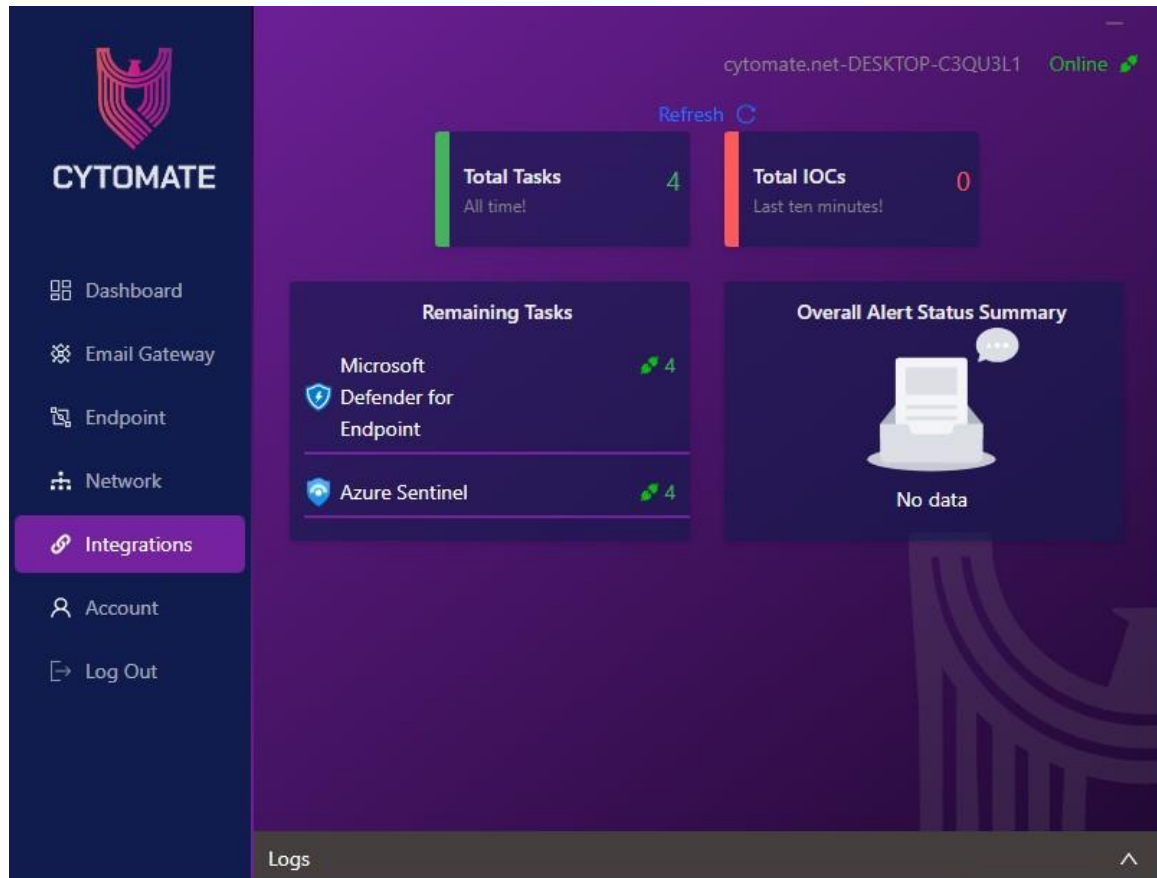 CYTOMATE
Dashboard
Email Gateway
Endpoint
Network
Integrations
Account
Log Out
cytomate.net-DESKTOP-C3QU3L1 Online
Refresh
Total Tasks 4
All time!
Total IOCs 0
Last ten minutes!
Remaining Tasks
Microsoft 4
Defender for
Endpoint
Azure Sentinel 4
Overall Alert Status Summary
No data
Logs